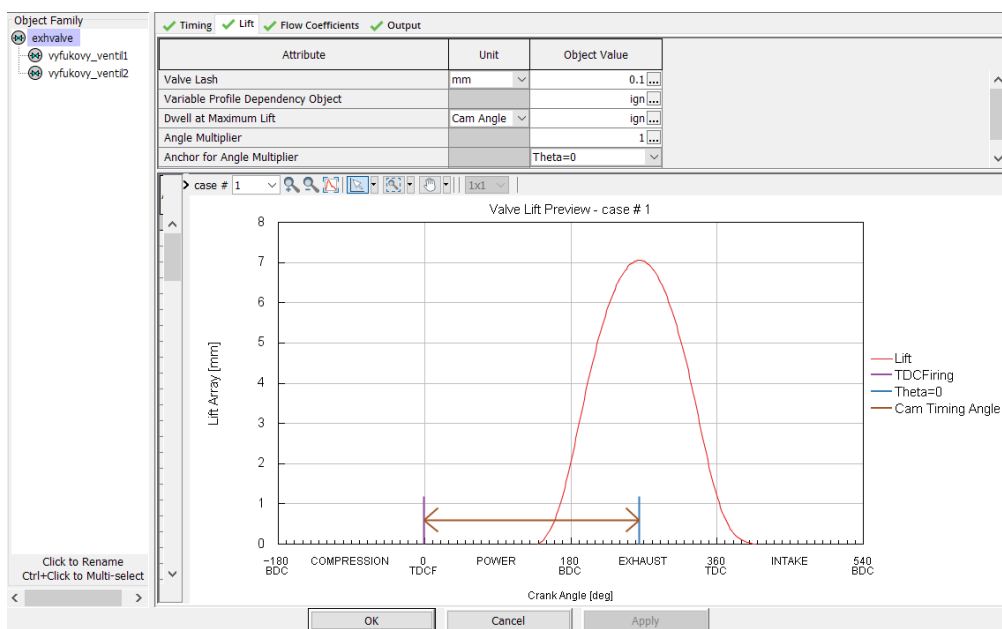 Object Family
exhvalve
vyfukovy_ventil1
vyfukovy_ventil2
Click to Rename
Ctrl+Click to Multi-select
Timing Lift Flow Coefficients Output
Attribute Unit Object Value
Valve Lash mm 0.1 ...
Variable Profile Dependency Object ign ...
Dwell at Maximum Lift Cam Angle ign ...
Angle Multiplier 1 ...
Anchor for Angle Multiplier Theta=0
case # 1 1x1
Valve Lift Preview - case # 1
8
7
6
5
4
3
2
1
0
Lift Array [mm]
Lift
TDCFiring
Theta=0
Cam Timing Angle
-180 COMPRESSION 0 POWER 180 EXHAUST 360 INTAKE 540
BDC TDCF BDC TDC BDC
Crank Angle [deg]
OK Cancel Apply